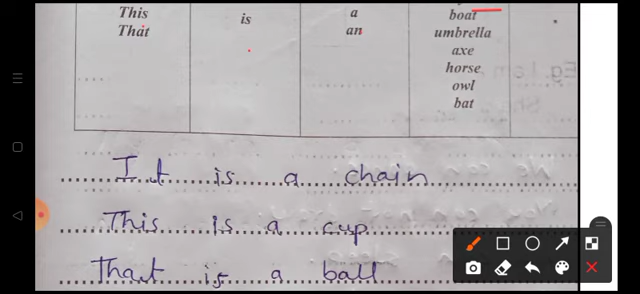 This is a boat
That an umbrella
axe
horse
owl
bat
It is a chain
This is a cup
That is a ball